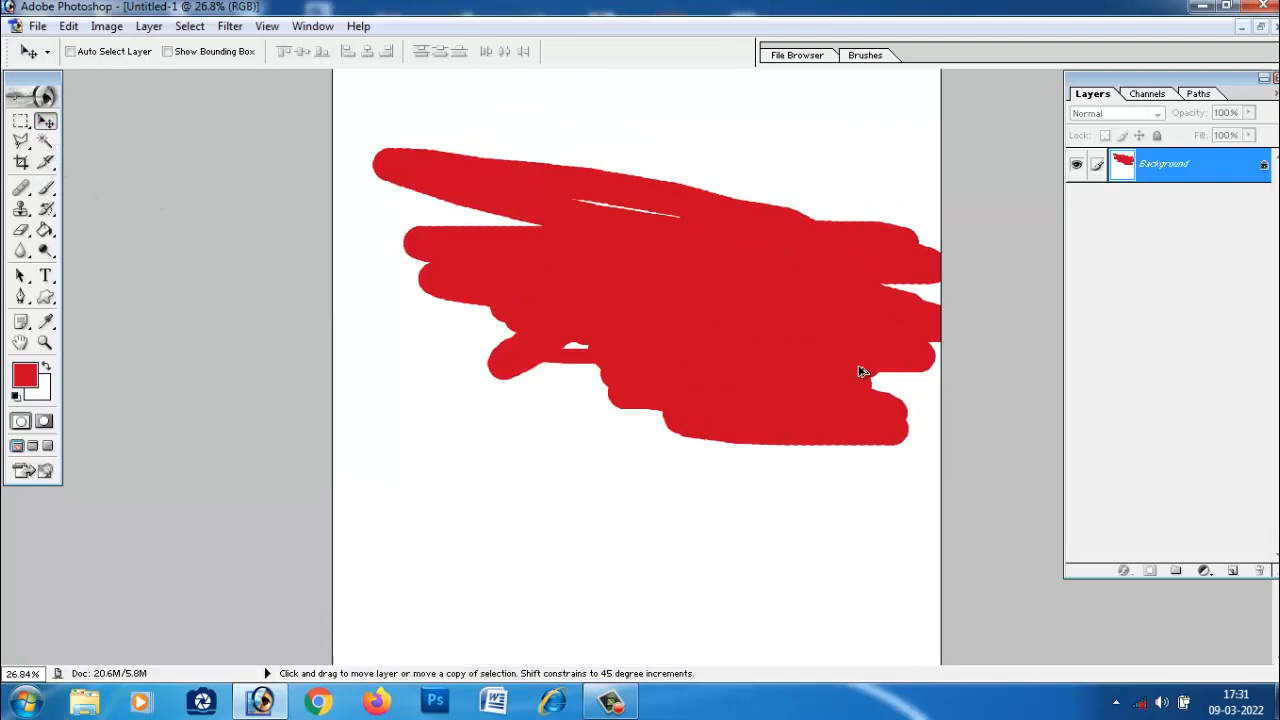 Adobe Photoshop - [Untitled-1 @ 26.8% (RGB)]
File Edit Image Layer Select Filter View Window Help
Auto Select Layer Show Bounding Box
File Browser Brushes
Layers Channels Paths
Normal Opacity: 100%
Lock: Fill: 100%
Background
T
26.84% Doc: 20.6M/5.8M Click and drag to move layer or move a copy of selection. Shift constrains to 45 degree increments.
Ps
17:31
09-03-2022